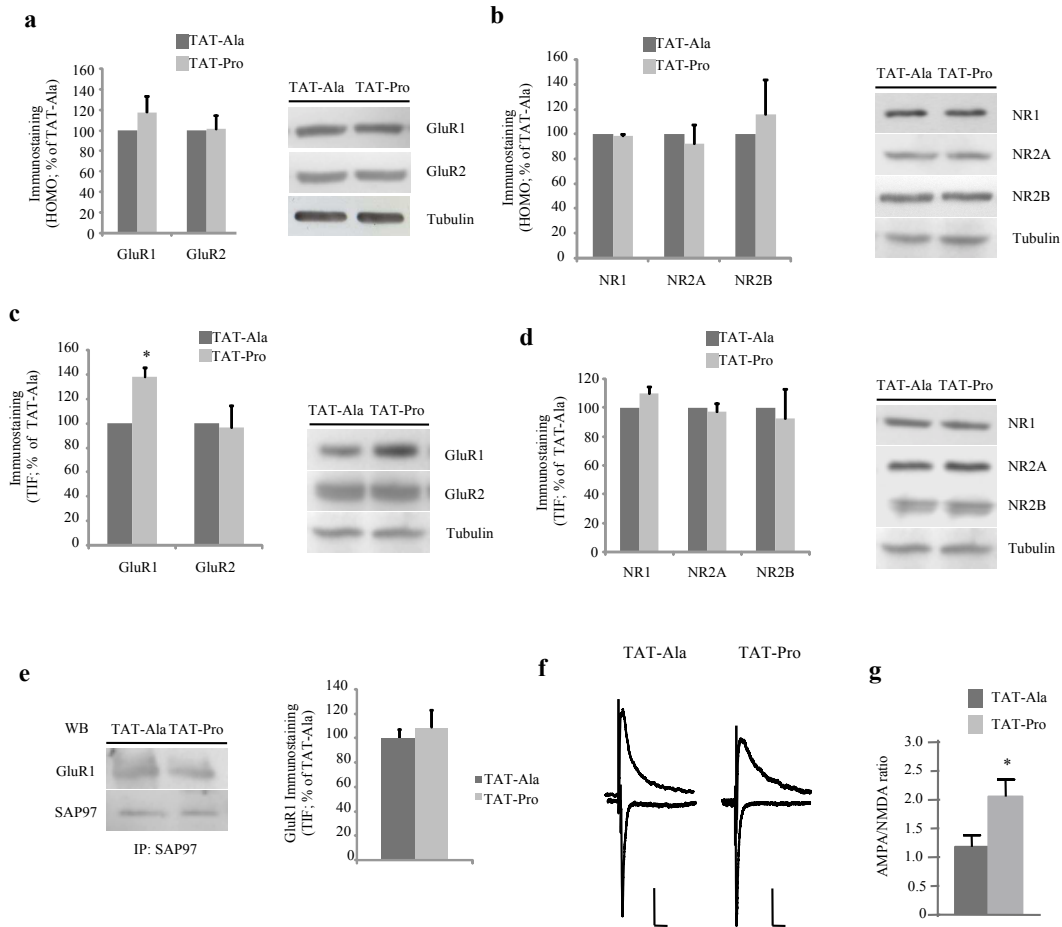 a
TAT-Ala
TAT-Pro
Immunostaining
(HOMO; % of TAT-Ala)
160
140
120
100
80
60
40
20
0
GluR1 GluR2
TAT-Ala TAT-Pro
GluR1
GluR2
Tubulin
b
TAT-Ala
TAT-Pro
Immunostaining
(HOMO; % of TAT-Ala)
160
140
120
100
80
60
40
20
0
NR1 NR2A NR2B
TAT-Ala TAT-Pro
NR1
NR2A
NR2B
Tubulin
c
TAT-Ala
TAT-Pro
Immunostaining
(TIF; % of TAT-Ala)
160
140
120
100
80
60
40
20
0
*
GluR1 GluR2
TAT-Ala TAT-Pro
GluR1
GluR2
Tubulin
d
TAT-Ala
TAT-Pro
Immunostaining
(TIF; % of TAT-Ala)
120
100
80
60
40
20
0
NR1 NR2A NR2B
TAT-Ala TAT-Pro
NR1
NR2A
NR2B
Tubulin
e
WB
TAT-Ala TAT-Pro
GluR1
SAP97
IP: SAP97
GluR1 Immunostaining
(TIF; % of TAT-Ala)
140
120
100
80
60
40
20
0
TAT-Ala
TAT-Pro
f
TAT-Ala TAT-Pro
g
TAT-Ala
TAT-Pro
AMPA/NMDA ratio
3.0
2.5
2.0
1.5
1.0
0.5
0
*